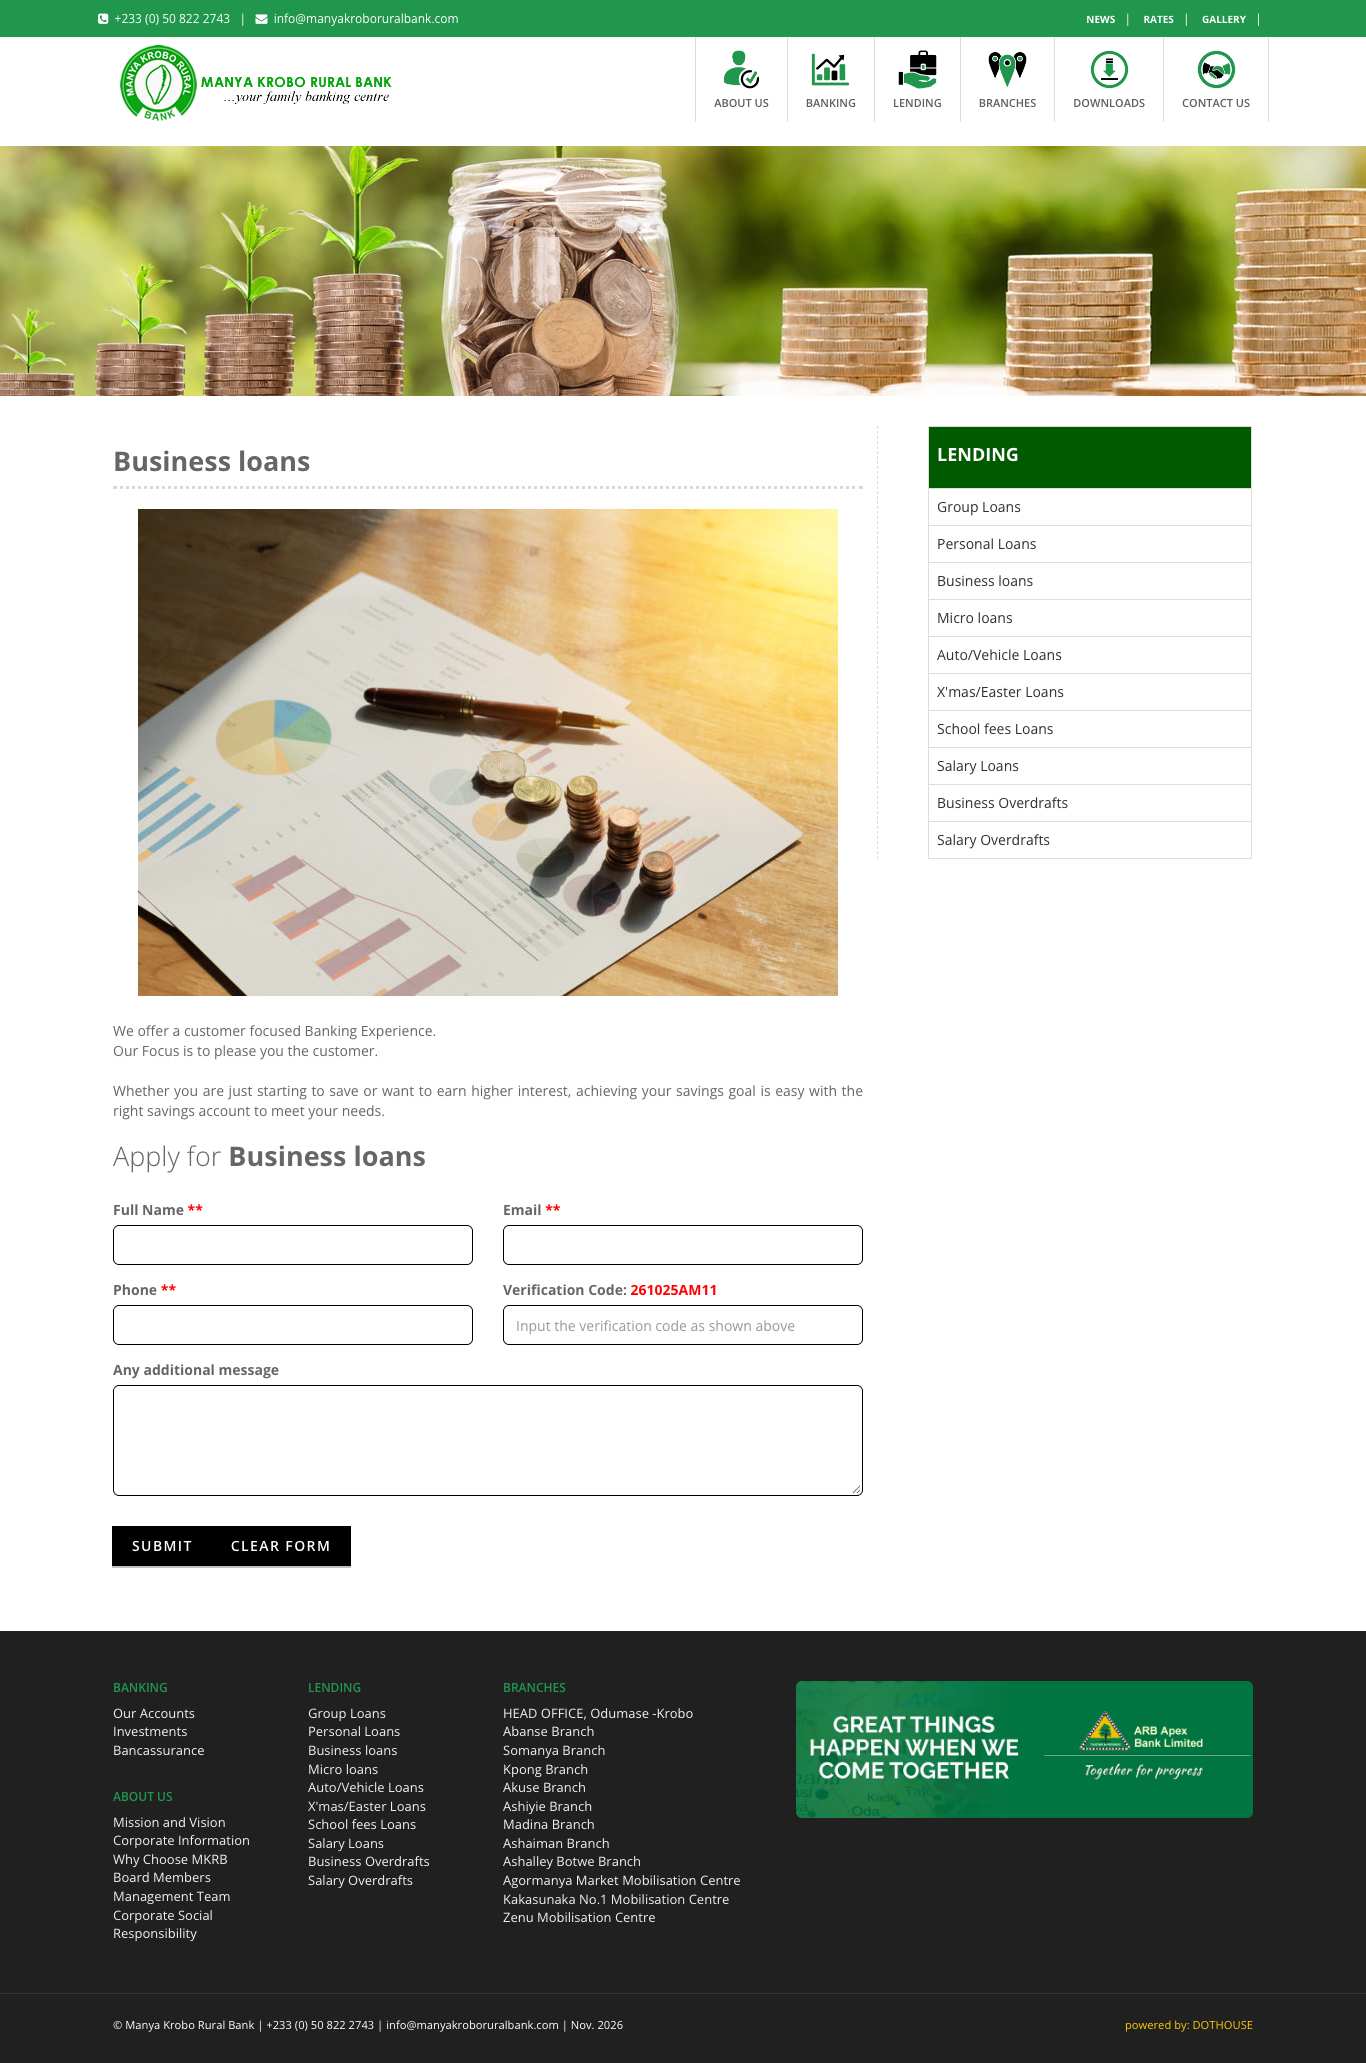 +233 (0) 50 822 2743 | info@manyakroboruralbank.com
NEWS | RATES | GALLERY |
MANYA KROBO RURAL
BANK
MANYA KROBO RURAL BANK
...your family banking centre
ABOUT US
BANKING
LENDING
BRANCHES
DOWNLOADS
CONTACT US
Business loans
We offer a customer focused Banking Experience.
Our Focus is to please you the customer.
Whether you are just starting to save or want to earn higher interest, achieving your savings goal is easy with the
right savings account to meet your needs.
Apply for Business loans
Full Name **
Email **
Phone **
Verification Code: 261025AM11
Input the verification code as shown above
Any additional message
SUBMIT
CLEAR FORM
LENDING
Group Loans
Personal Loans
Business loans
Micro loans
Auto/Vehicle Loans
X'mas/Easter Loans
School fees Loans
Salary Loans
Business Overdrafts
Salary Overdrafts
BANKING
Our Accounts
Investments
Bancassurance
ABOUT US
Mission and Vision
Corporate Information
Why Choose MKRB
Board Members
Management Team
Corporate Social
Responsibility
LENDING
Group Loans
Personal Loans
Business loans
Micro loans
Auto/Vehicle Loans
X'mas/Easter Loans
School fees Loans
Salary Loans
Business Overdrafts
Salary Overdrafts
BRANCHES
HEAD OFFICE, Odumase -Krobo
Abanse Branch
Somanya Branch
Kpong Branch
Akuse Branch
Ashiyie Branch
Madina Branch
Ashaiman Branch
Ashalley Botwe Branch
Agormanya Market Mobilisation Centre
Kakasunaka No.1 Mobilisation Centre
Zenu Mobilisation Centre
GREAT THINGS
HAPPEN WHEN WE
COME TOGETHER
ARB Apex
Bank Limited
Together for progress
Oda
© Manya Krobo Rural Bank | +233 (0) 50 822 2743 | info@manyakroboruralbank.com | Nov. 2026
powered by: DOTHOUSE